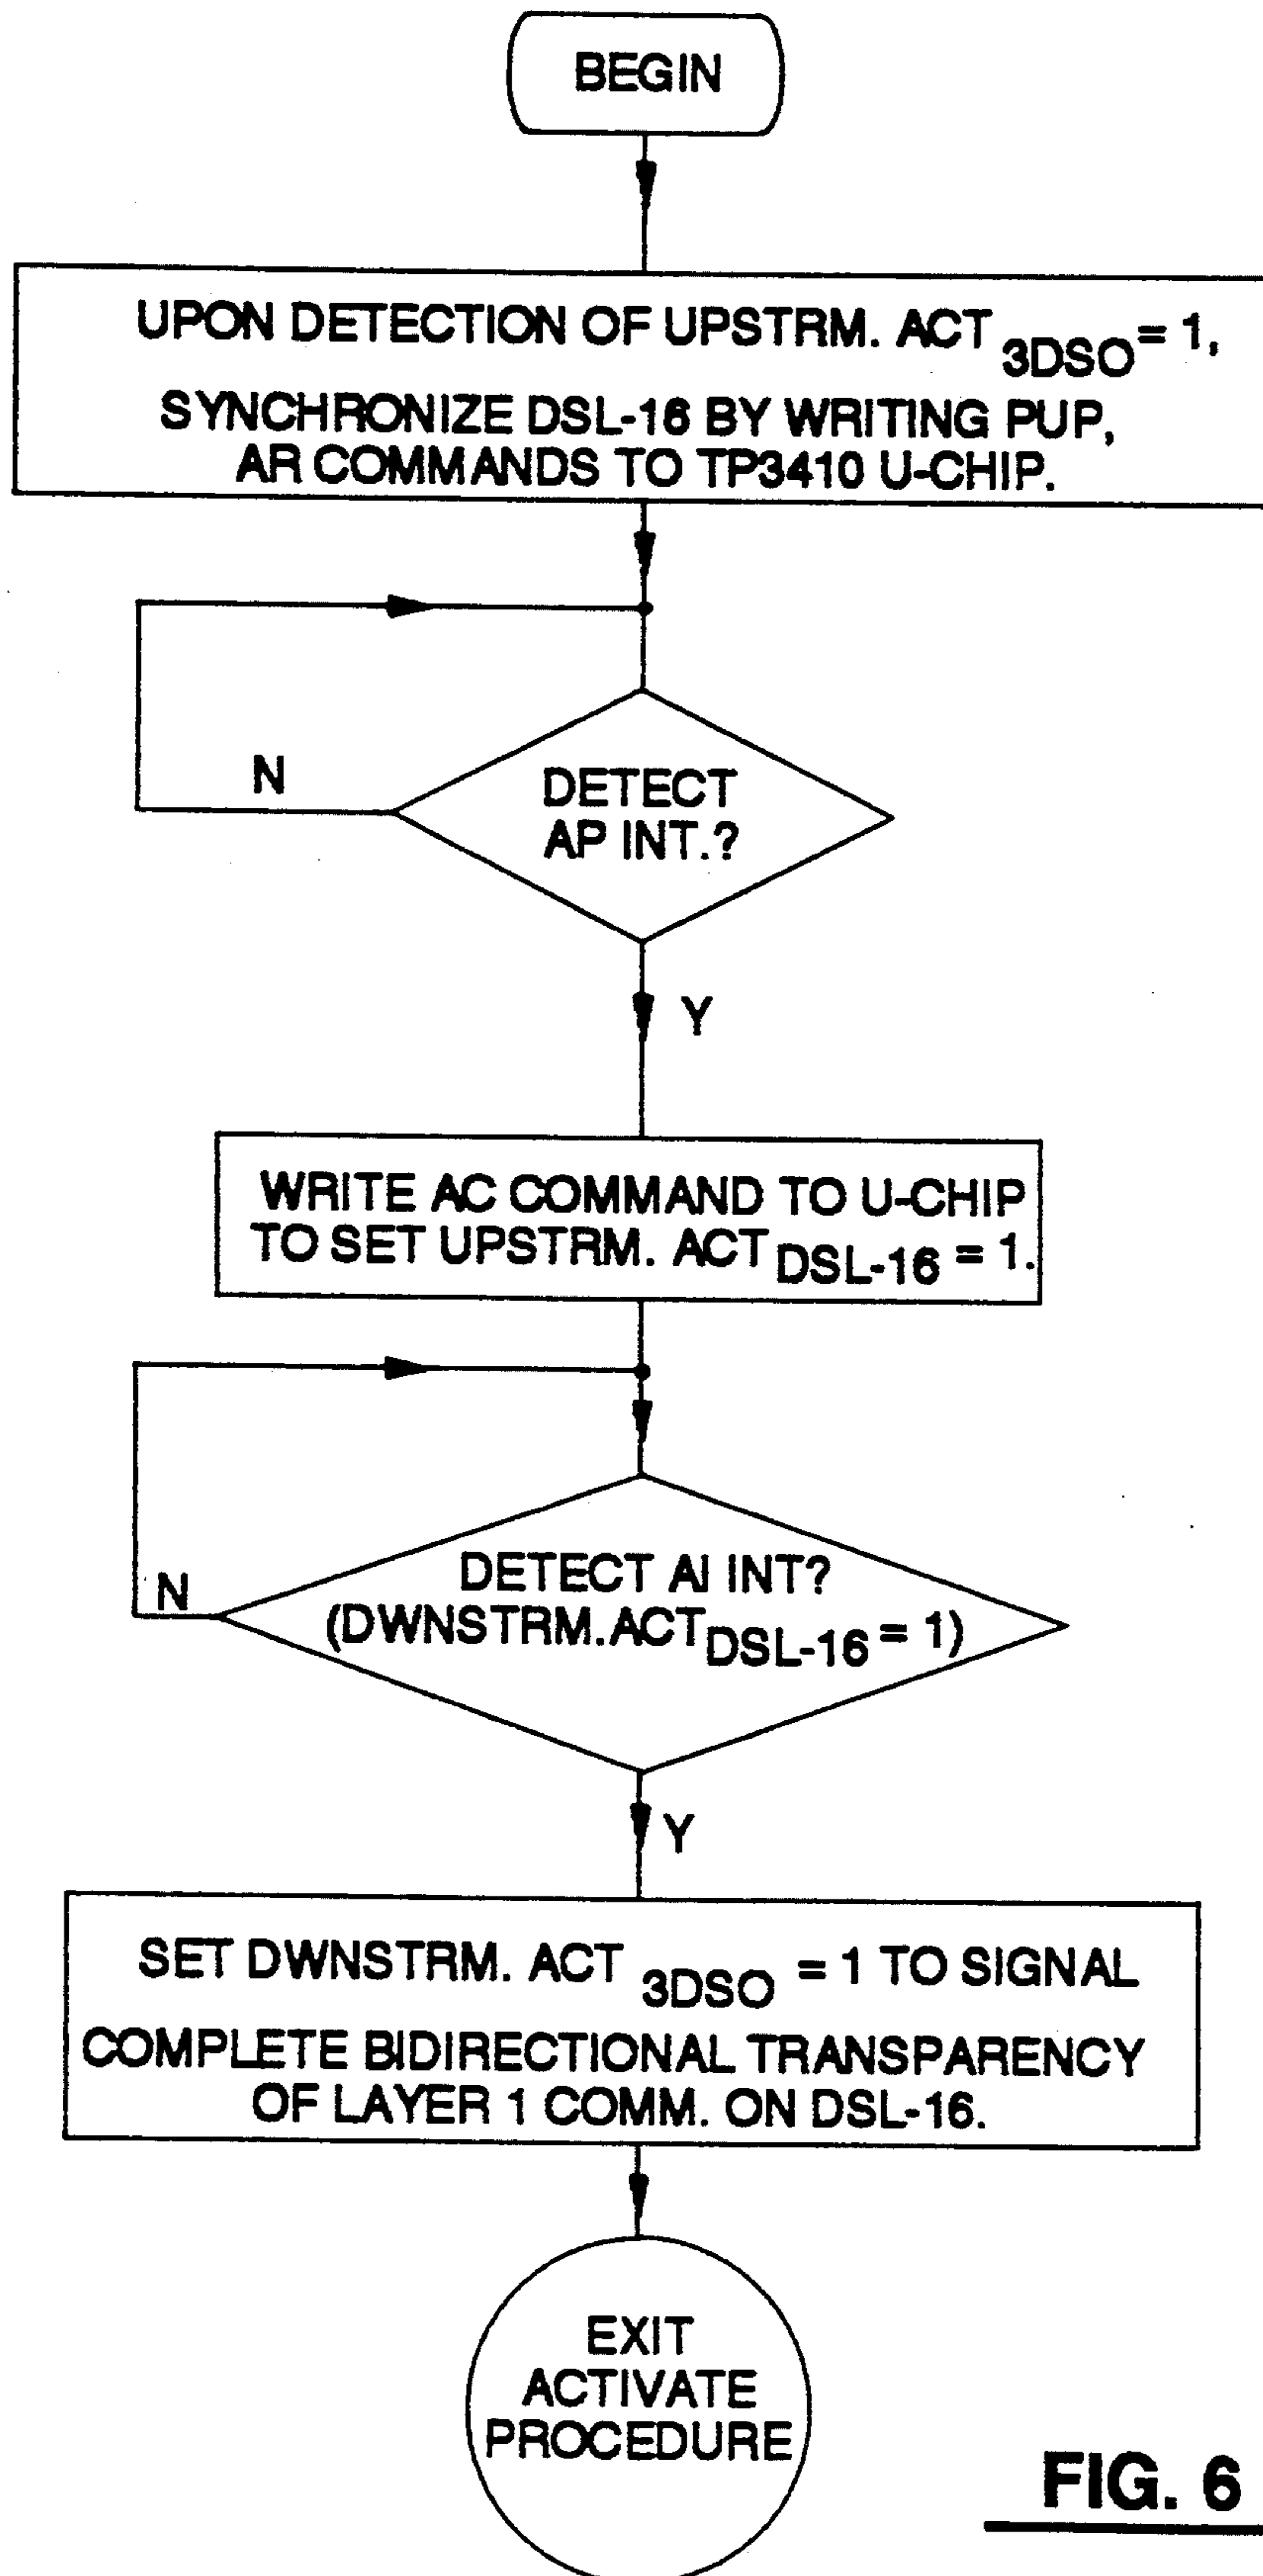 BEGIN
UPON DETECTION OF UPSTRM. ACT 3DSO = 1,
SYNCHRONIZE DSL-16 BY WRITING PUP,
AR COMMANDS TO TP3410 U-CHIP.
N
DETECT
AP INT.?
Y
WRITE AC COMMAND TO U-CHIP
TO SET UPSTRM. ACT DSL-16 = 1.
N
DETECT AI INT?
(DWNSTRM.ACT DSL-16 = 1)
Y
SET DWNSTRM. ACT 3DSO = 1 TO SIGNAL
COMPLETE BIDIRECTIONAL TRANSPARENCY
OF LAYER 1 COMM. ON DSL-16.
EXIT
ACTIVATE
PROCEDURE
FIG. 6